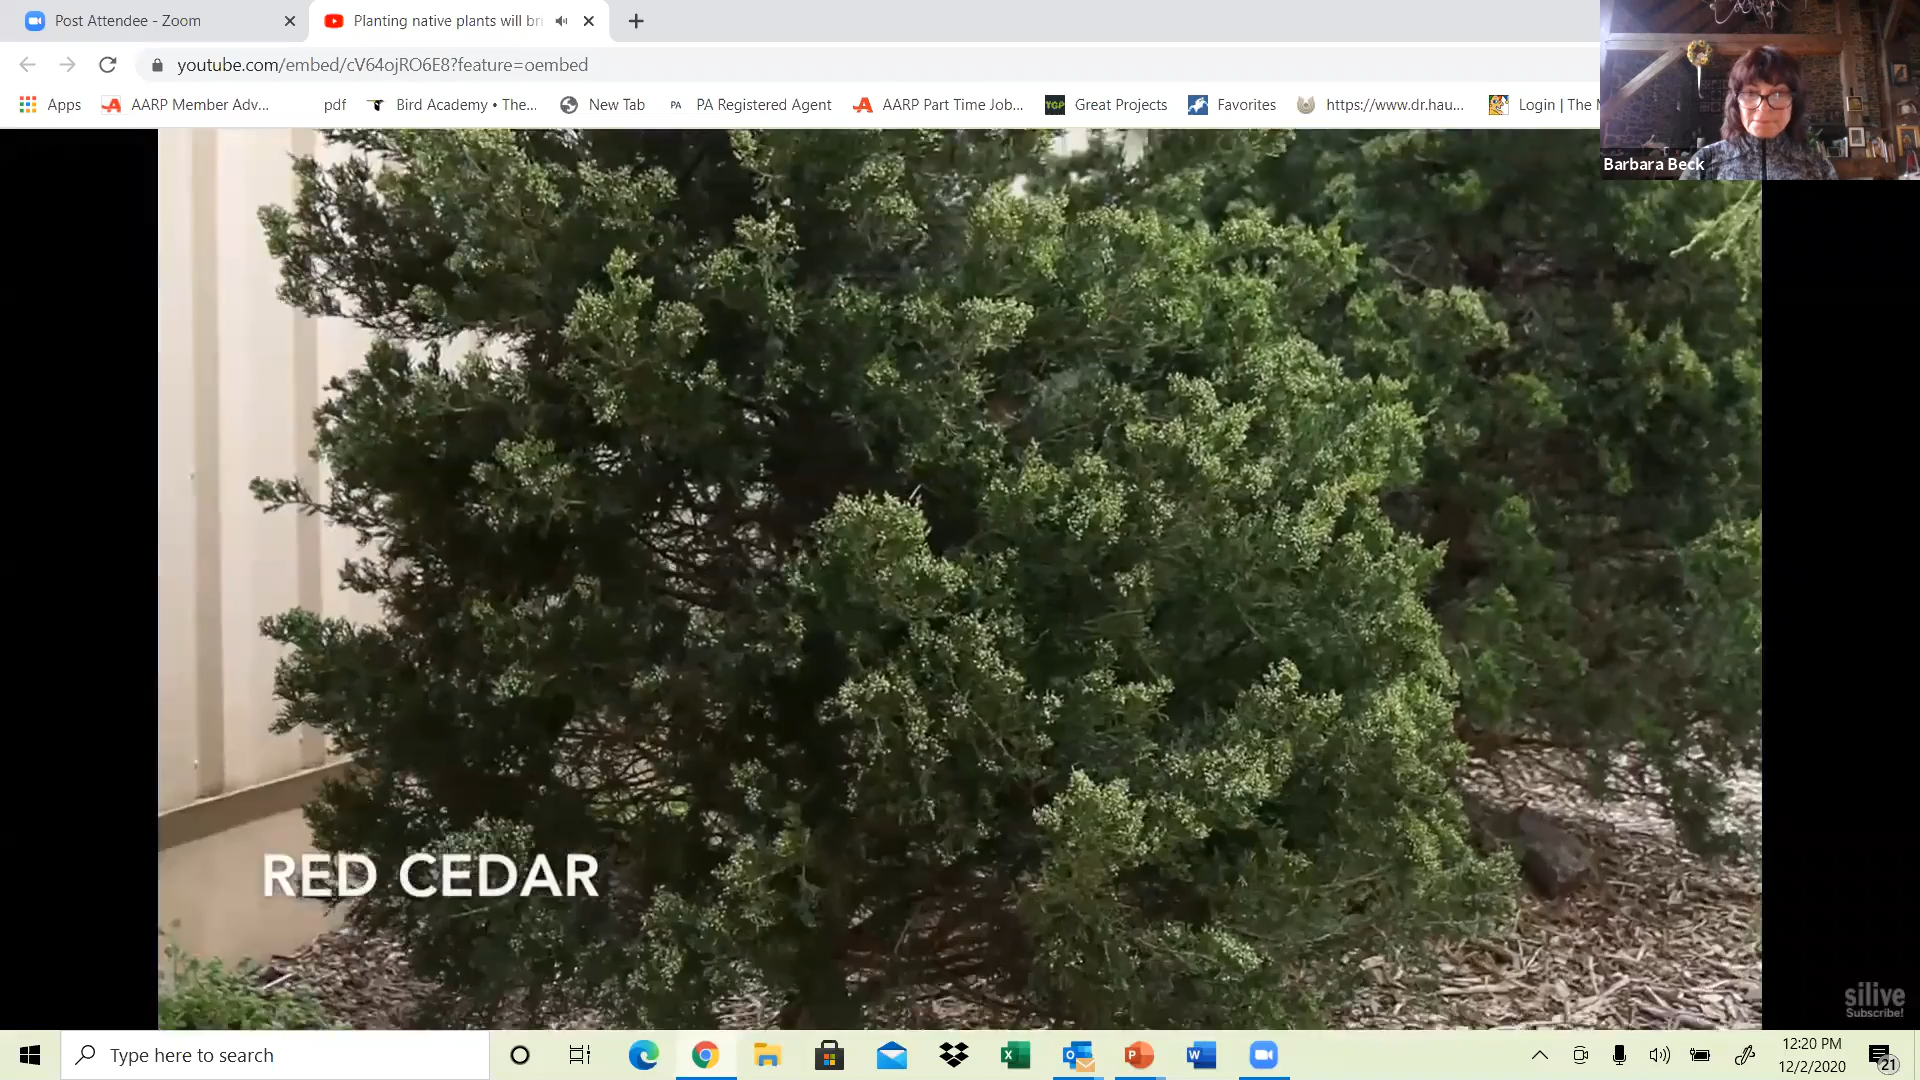 Post Attendee - Zoom
Planting native plants will bri
youtube.com/embed/cV64ojRO6E8?feature=oembed
Apps
AARP Member Adv...
pdf
Bird Academy • The...
New Tab
PA
PA Registered Agent
AARP Part Time Job...
TGP
Great Projects
Favorites
https://www.dr.hau...
Login | The M
Barbara Beck
RED CEDAR
silive
Subscribe!
Type here to search
12:20 PM
12/2/2020
21